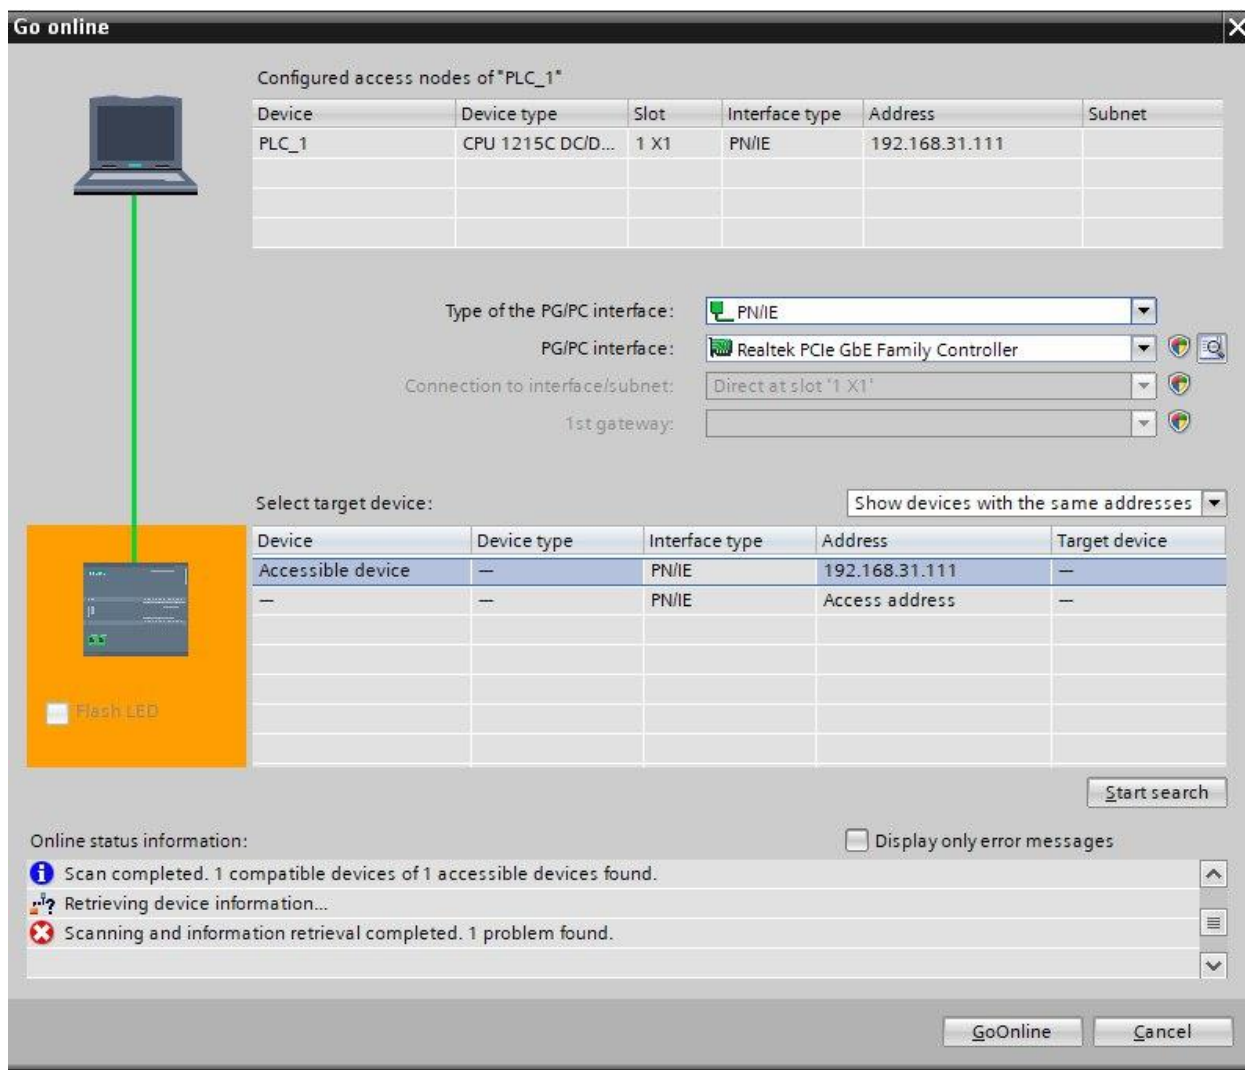 Go online
Configured access nodes of "PLC_1"
Device Device type Slot Interface type Address Subnet
PLC_1 CPU 1215C DC/D... 1 X1 PN/IE 192.168.31.111
Type of the PG/PC interface: PN/IE
PG/PC interface: Realtek PCIe GbE Family Controller
Connection to interface/subnet: Direct at slot '1 X1'
1st gateway:
Select target device: Show devices with the same addresses
Device Device type Interface type Address Target device
Accessible device — PN/IE 192.168.31.111 —
— — PN/IE Access address —
Flash LED
Start search
Online status information: Display only error messages
Scan completed. 1 compatible devices of 1 accessible devices found.
Retrieving device information...
Scanning and information retrieval completed. 1 problem found.
GoOnline Cancel